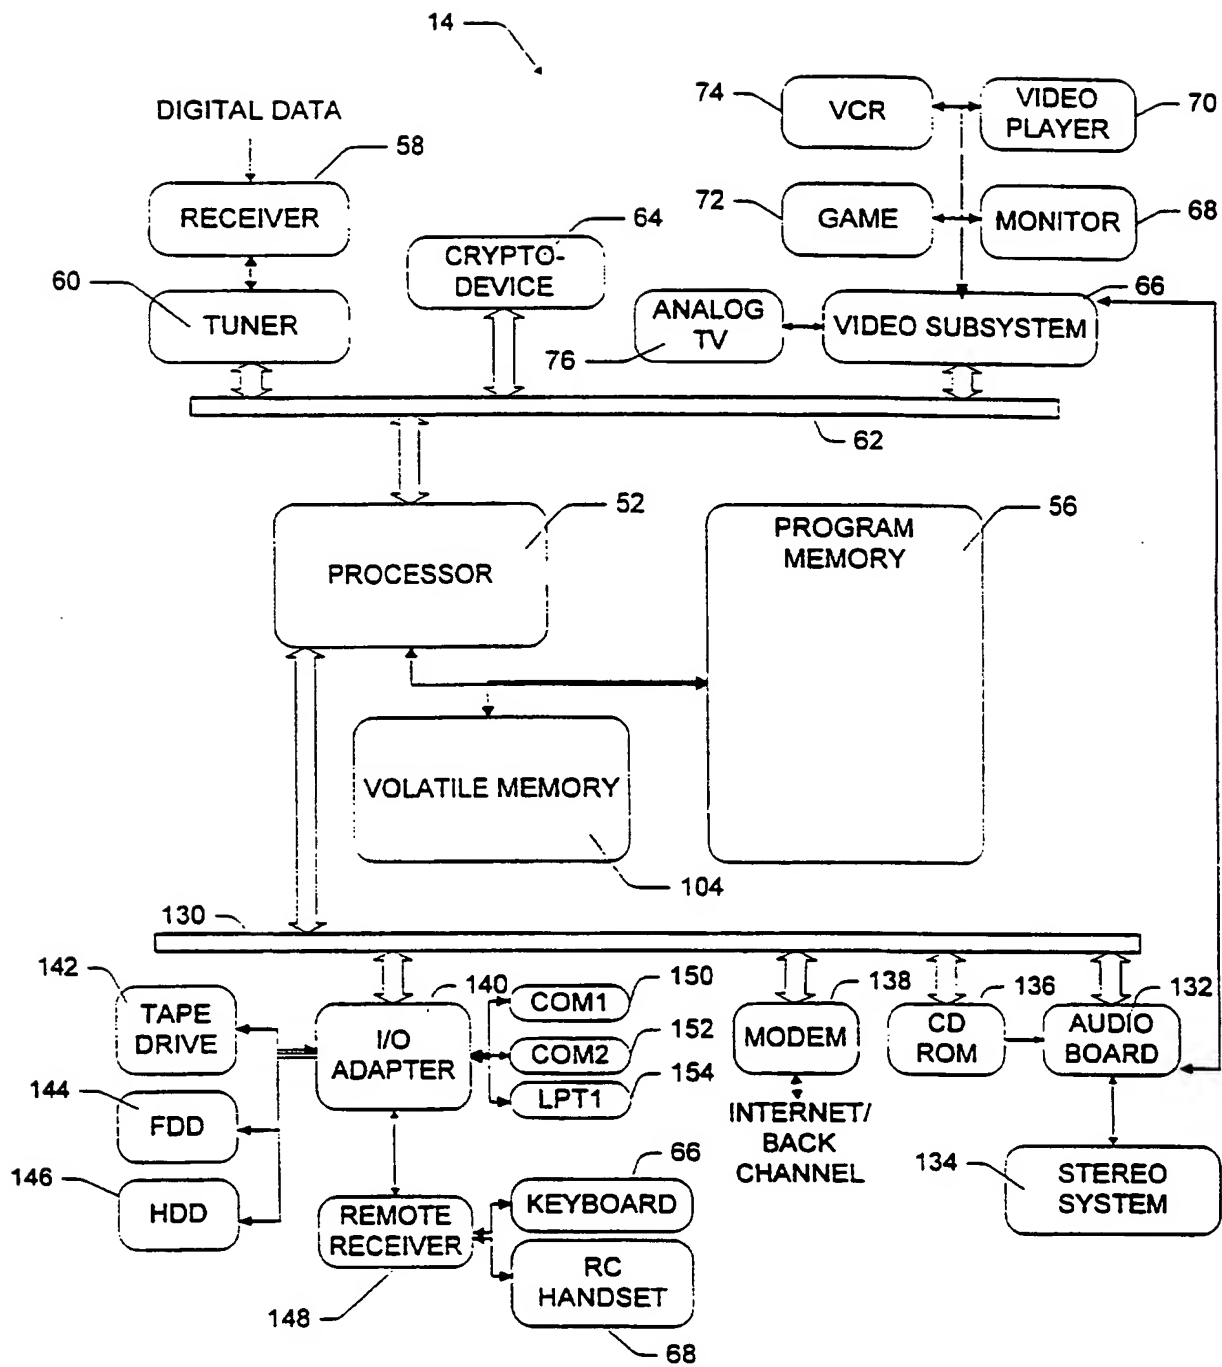 14
DIGITAL DATA
58
RECEIVER
60
TUNER
64
CRYPTO-
DEVICE
74
VCR
VIDEO
PLAYER
70
72
GAME
MONITOR
68
66
ANALOG
TV
76
VIDEO SUBSYSTEM
62
52
PROCESSOR
56
PROGRAM
MEMORY
VOLATILE MEMORY
104
130
142
TAPE
DRIVE
140
I/O
ADAPTER
150
COM1
152
COM2
154
LPT1
138
MODEM
136
CD
ROM
132
AUDIO
BOARD
144
FDD
INTERNET/
BACK
CHANNEL
146
HDD
134
STEREO
SYSTEM
66
KEYBOARD
REMOTE
RECEIVER
148
RC
HANDSET
68